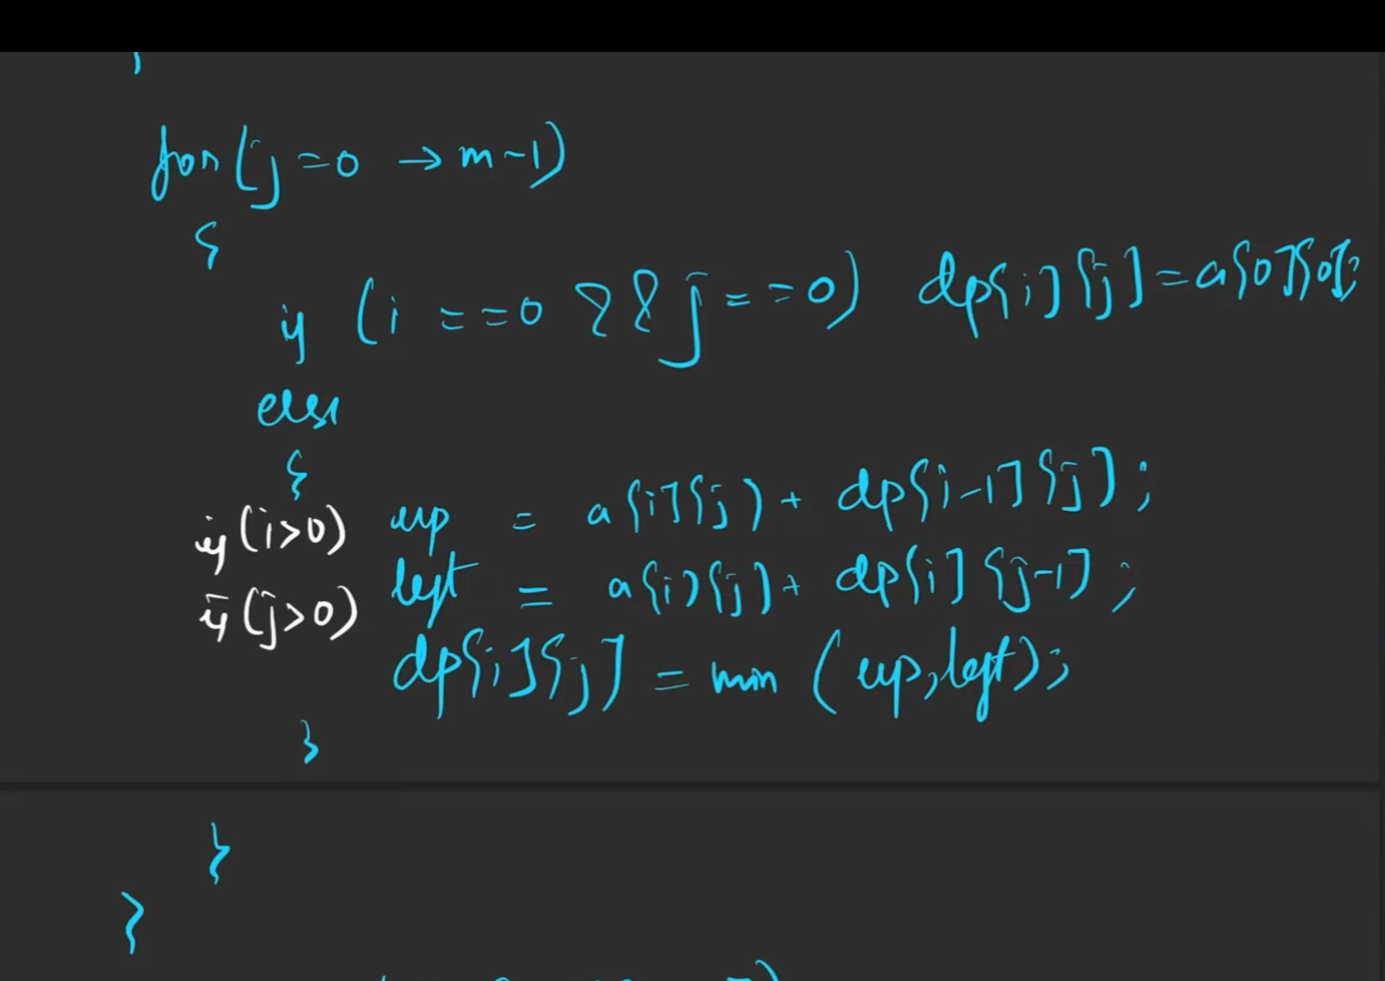 }
for(j=0 → m-1)
{
if (i == 0 && j == 0) dp[i][j] = a[0][0];
else
{
if(i>0) up = a[i][j] + dp[i-1][j];
if(j>0) left = a[i][j] + dp[i][j-1];
dp[i][j] = min (up, left);
}
}
}